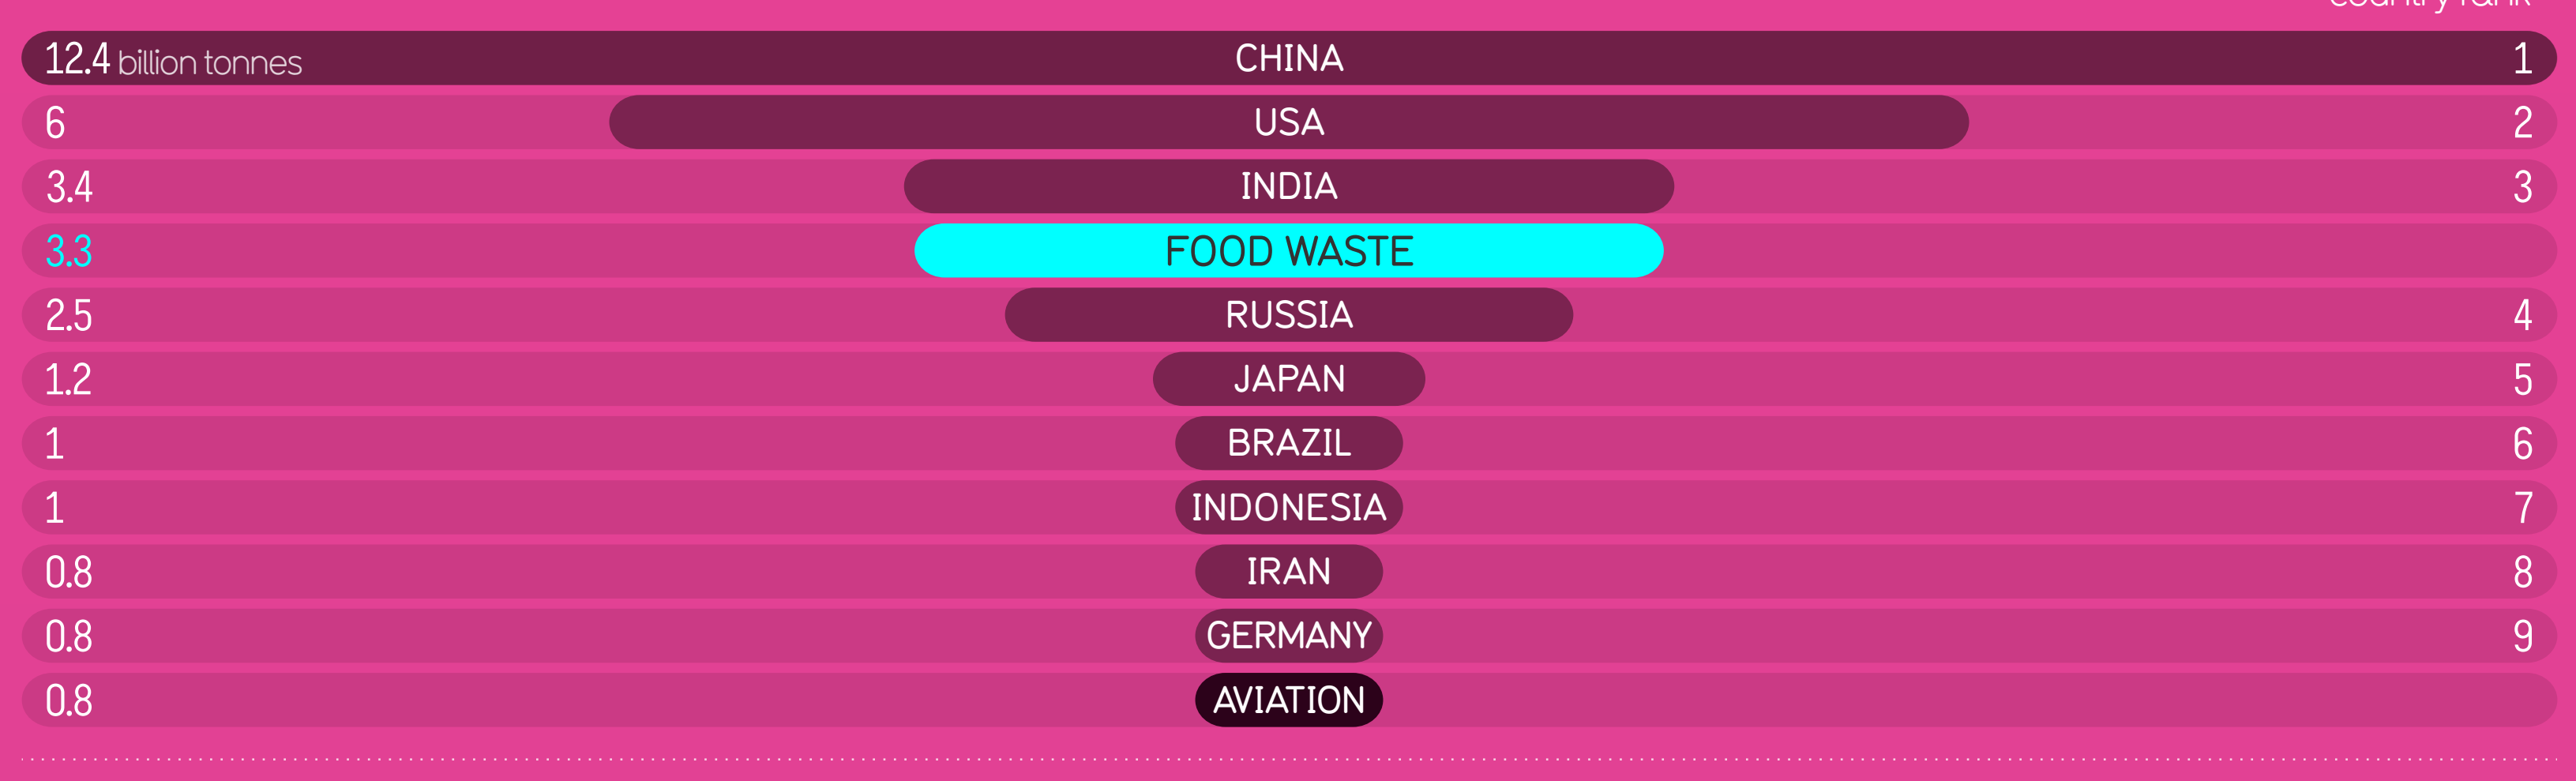 country rank
12.4 billion tonnes CHINA 1
6 USA 2
3.4 INDIA 3
3.3 FOOD WASTE
2.5 RUSSIA 4
1.2 JAPAN 5
1 BRAZIL 6
1 INDONESIA 7
0.8 IRAN 8
0.8 GERMANY 9
0.8 AVIATION